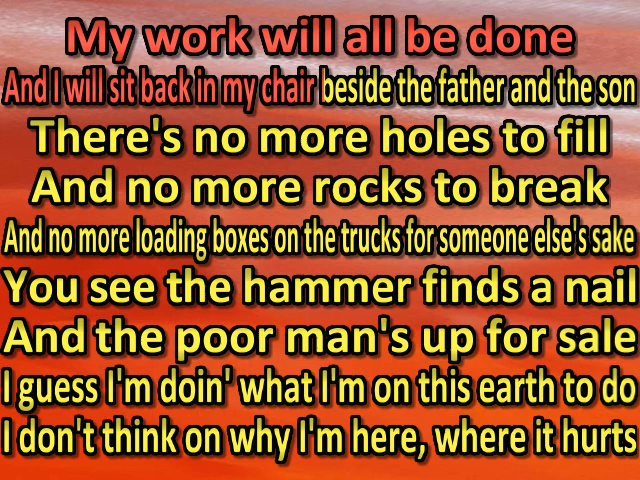 My work will all be done
And I will sit back in my chair beside the father and the son
There's no more holes to fill
And no more rocks to break
And no more loading boxes on the trucks for someone else's sake
You see the hammer finds a nail
And the poor man's up for sale
I guess I'm doin' what I'm on this earth to do
I don't think on why I'm here, where it hurts